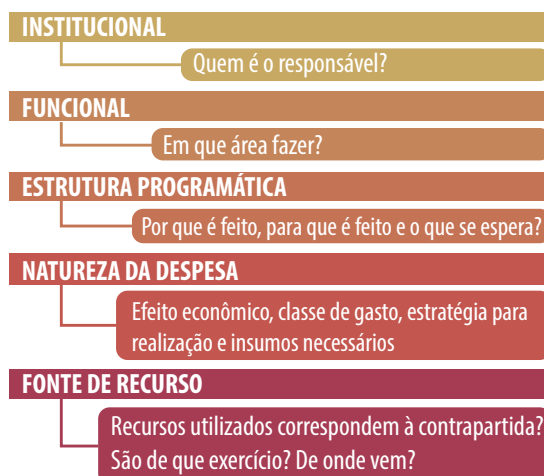 INSTITUCIONAL
Quem é o responsável?
FUNCIONAL
Em que área fazer?
ESTRUTURA PROGRAMÁTICA
Por que é feito, para que é feito e o que se espera?
NATUREZA DA DESPESA
Efeito econômico, classe de gasto, estratégia para
realização e insumos necessários
FONTE DE RECURSO
Recursos utilizados correspondem à contrapartida?
São de que exercício? De onde vem?